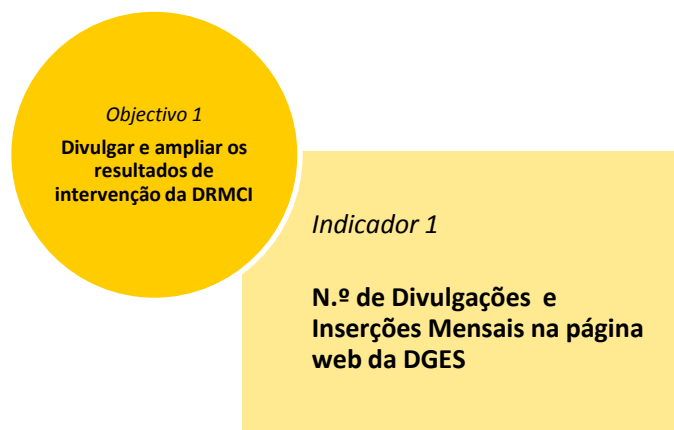 Objectivo 1
Divulgar e ampliar os
resultados de
intervenção da DRMCI
Indicador 1
N.º de Divulgações e
Inserções Mensais na página
web da DGES